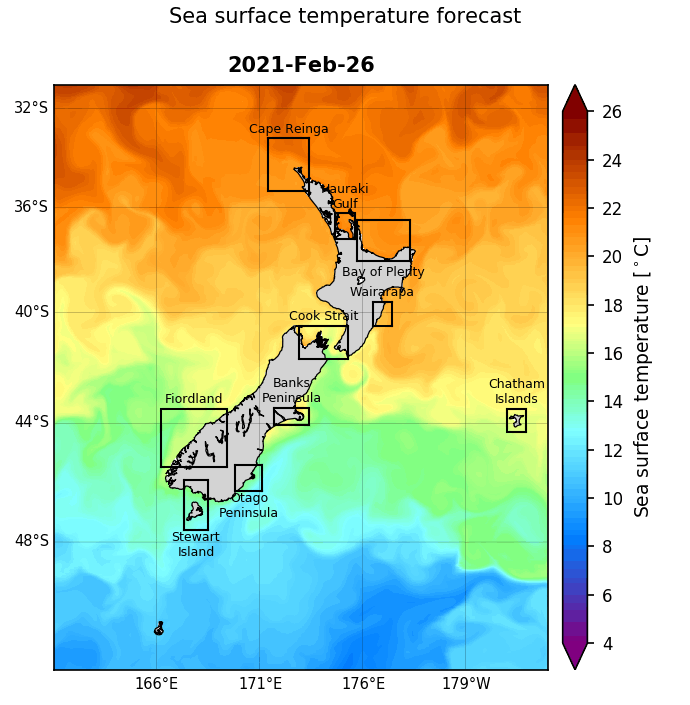 Sea surface temperature forecast
2021-Feb-26
32°S
36°S
40°S
44°S
48°S
166°E
171°E
176°E
179°W
Cape Reinga
Hauraki
Gulf
Bay of Plenty
Wairarapa
Cook Strait
Banks
Peninsula
Fiordland
Chatham
Islands
Otago
Peninsula
Stewart
Island
26
24
22
20
18
16
14
12
10
8
6
4
Sea surface temperature [°C]